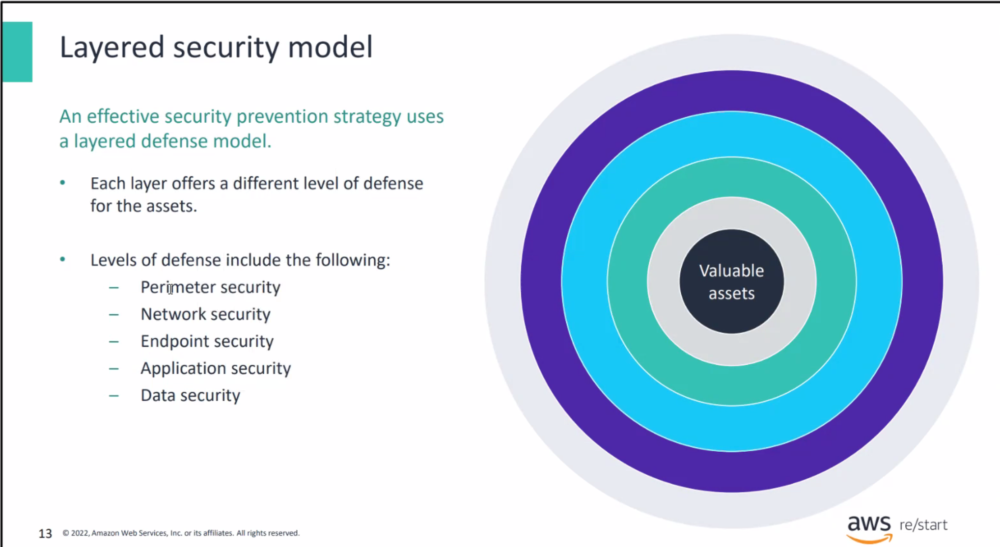 Layered security model
An effective security prevention strategy uses
a layered defense model.
• Each layer offers a different level of defense
for the assets.
• Levels of defense include the following:
– Perimeter security
– Network security
– Endpoint security
– Application security
– Data security
Valuable
assets
13 © 2022, Amazon Web Services, Inc. or its affiliates. All rights reserved.
aws re/start